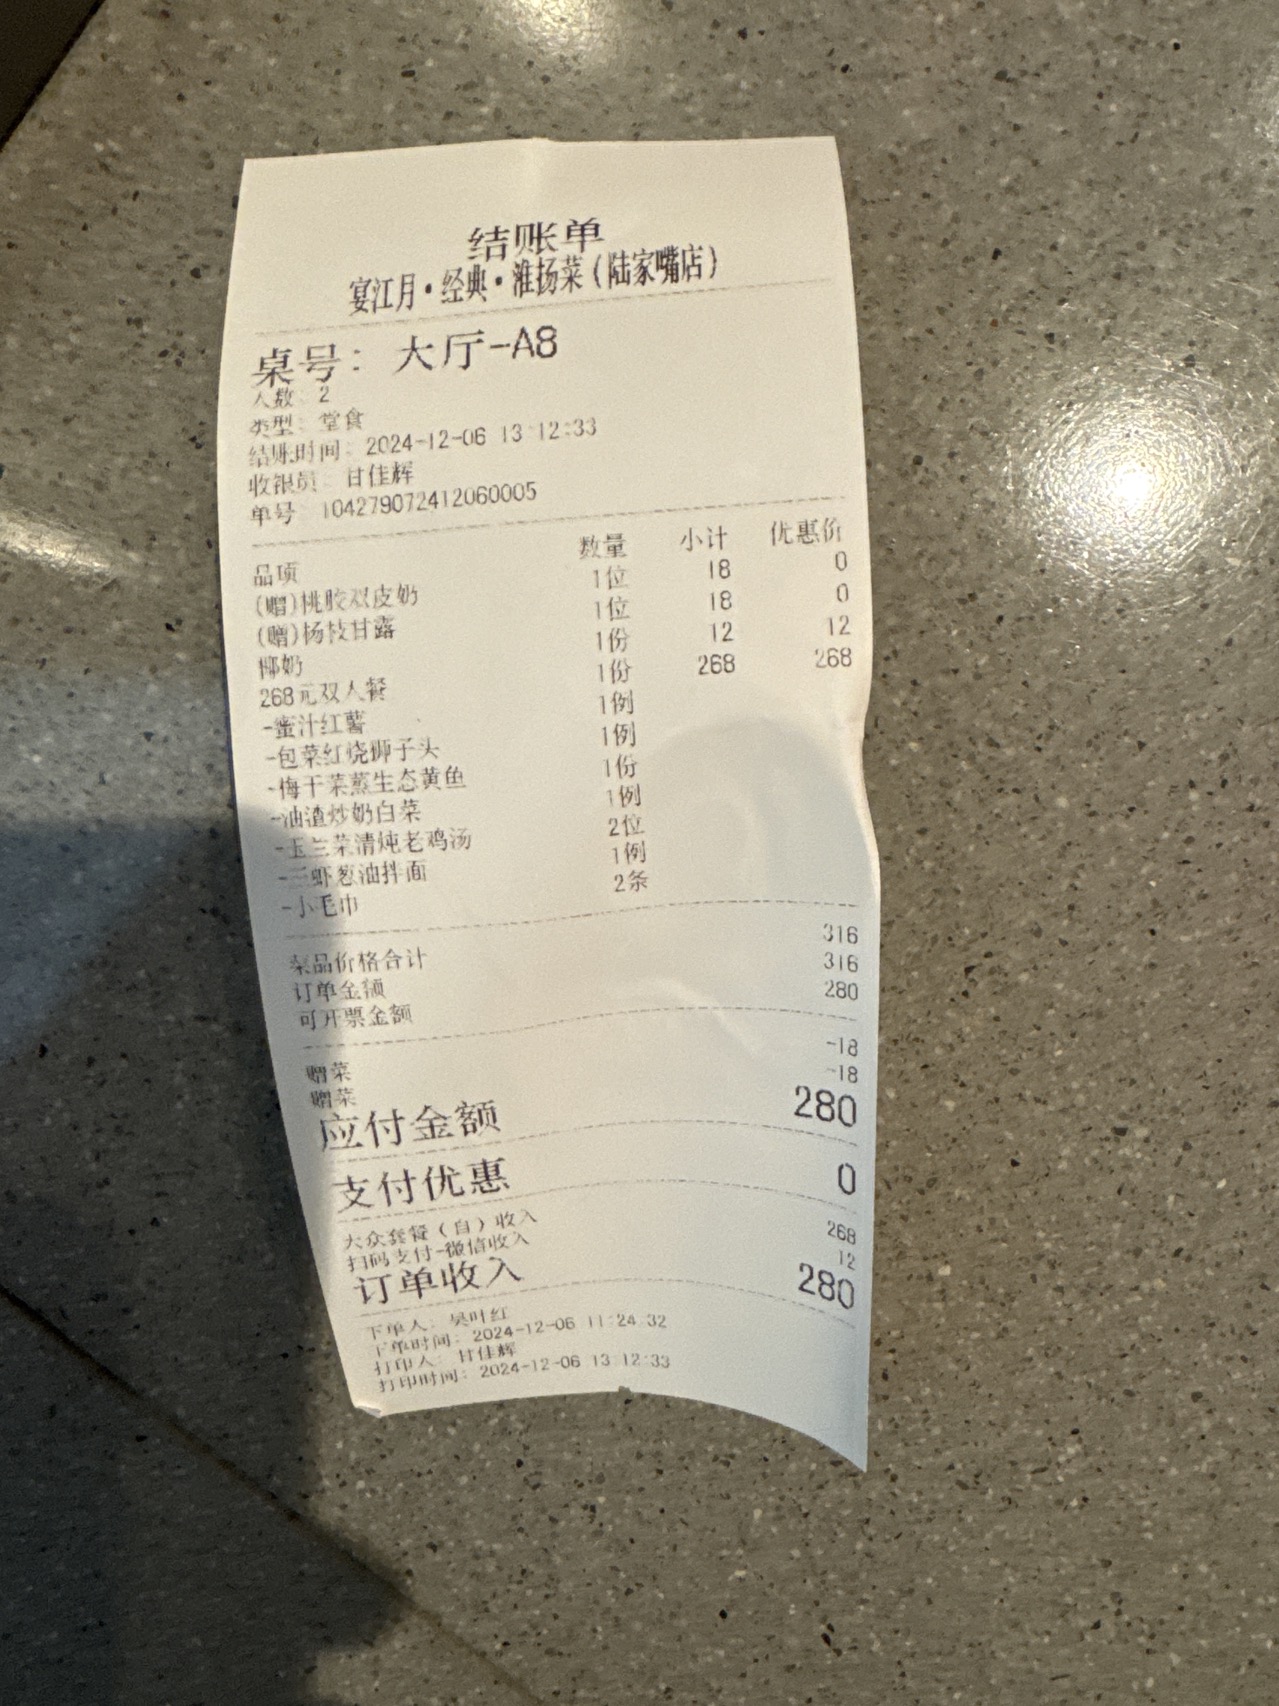 结账单
宴江月·经典·淮扬菜(陆家嘴店)
桌号: 大厅-A8
人数: 2
类型: 堂食
结账时间: 2024-12-06 13:12:33
收银员: 甘佳辉
单号: 104279072412060005
品项 数量 小计 优惠价
(赠)桃胶双皮奶 1位 18 0
(赠)杨枝甘露 1位 18 0
椰奶 1份 12 12
268元双人餐 1份 268 268
-蜜汁红薯 1例
-包菜红烧狮子头 1例
-梅干菜蒸生态黄鱼 1份
-油渣炒奶白菜 1例
-玉兰菜清炖老鸡汤 2位
-三虾葱油拌面 1例
-小毛巾 2条
菜品价格合计 316
订单金额 316
可开票金额 280
赠菜 -18
赠菜 -18
应付金额 280
支付优惠 0
大众套餐(自)收入 268
扫码支付-微信收入 12
订单收入 280
下单人: 吴叶红
下单时间: 2024-12-06 11:24:32
打印人: 甘佳辉
打印时间: 2024-12-06 13:12:33